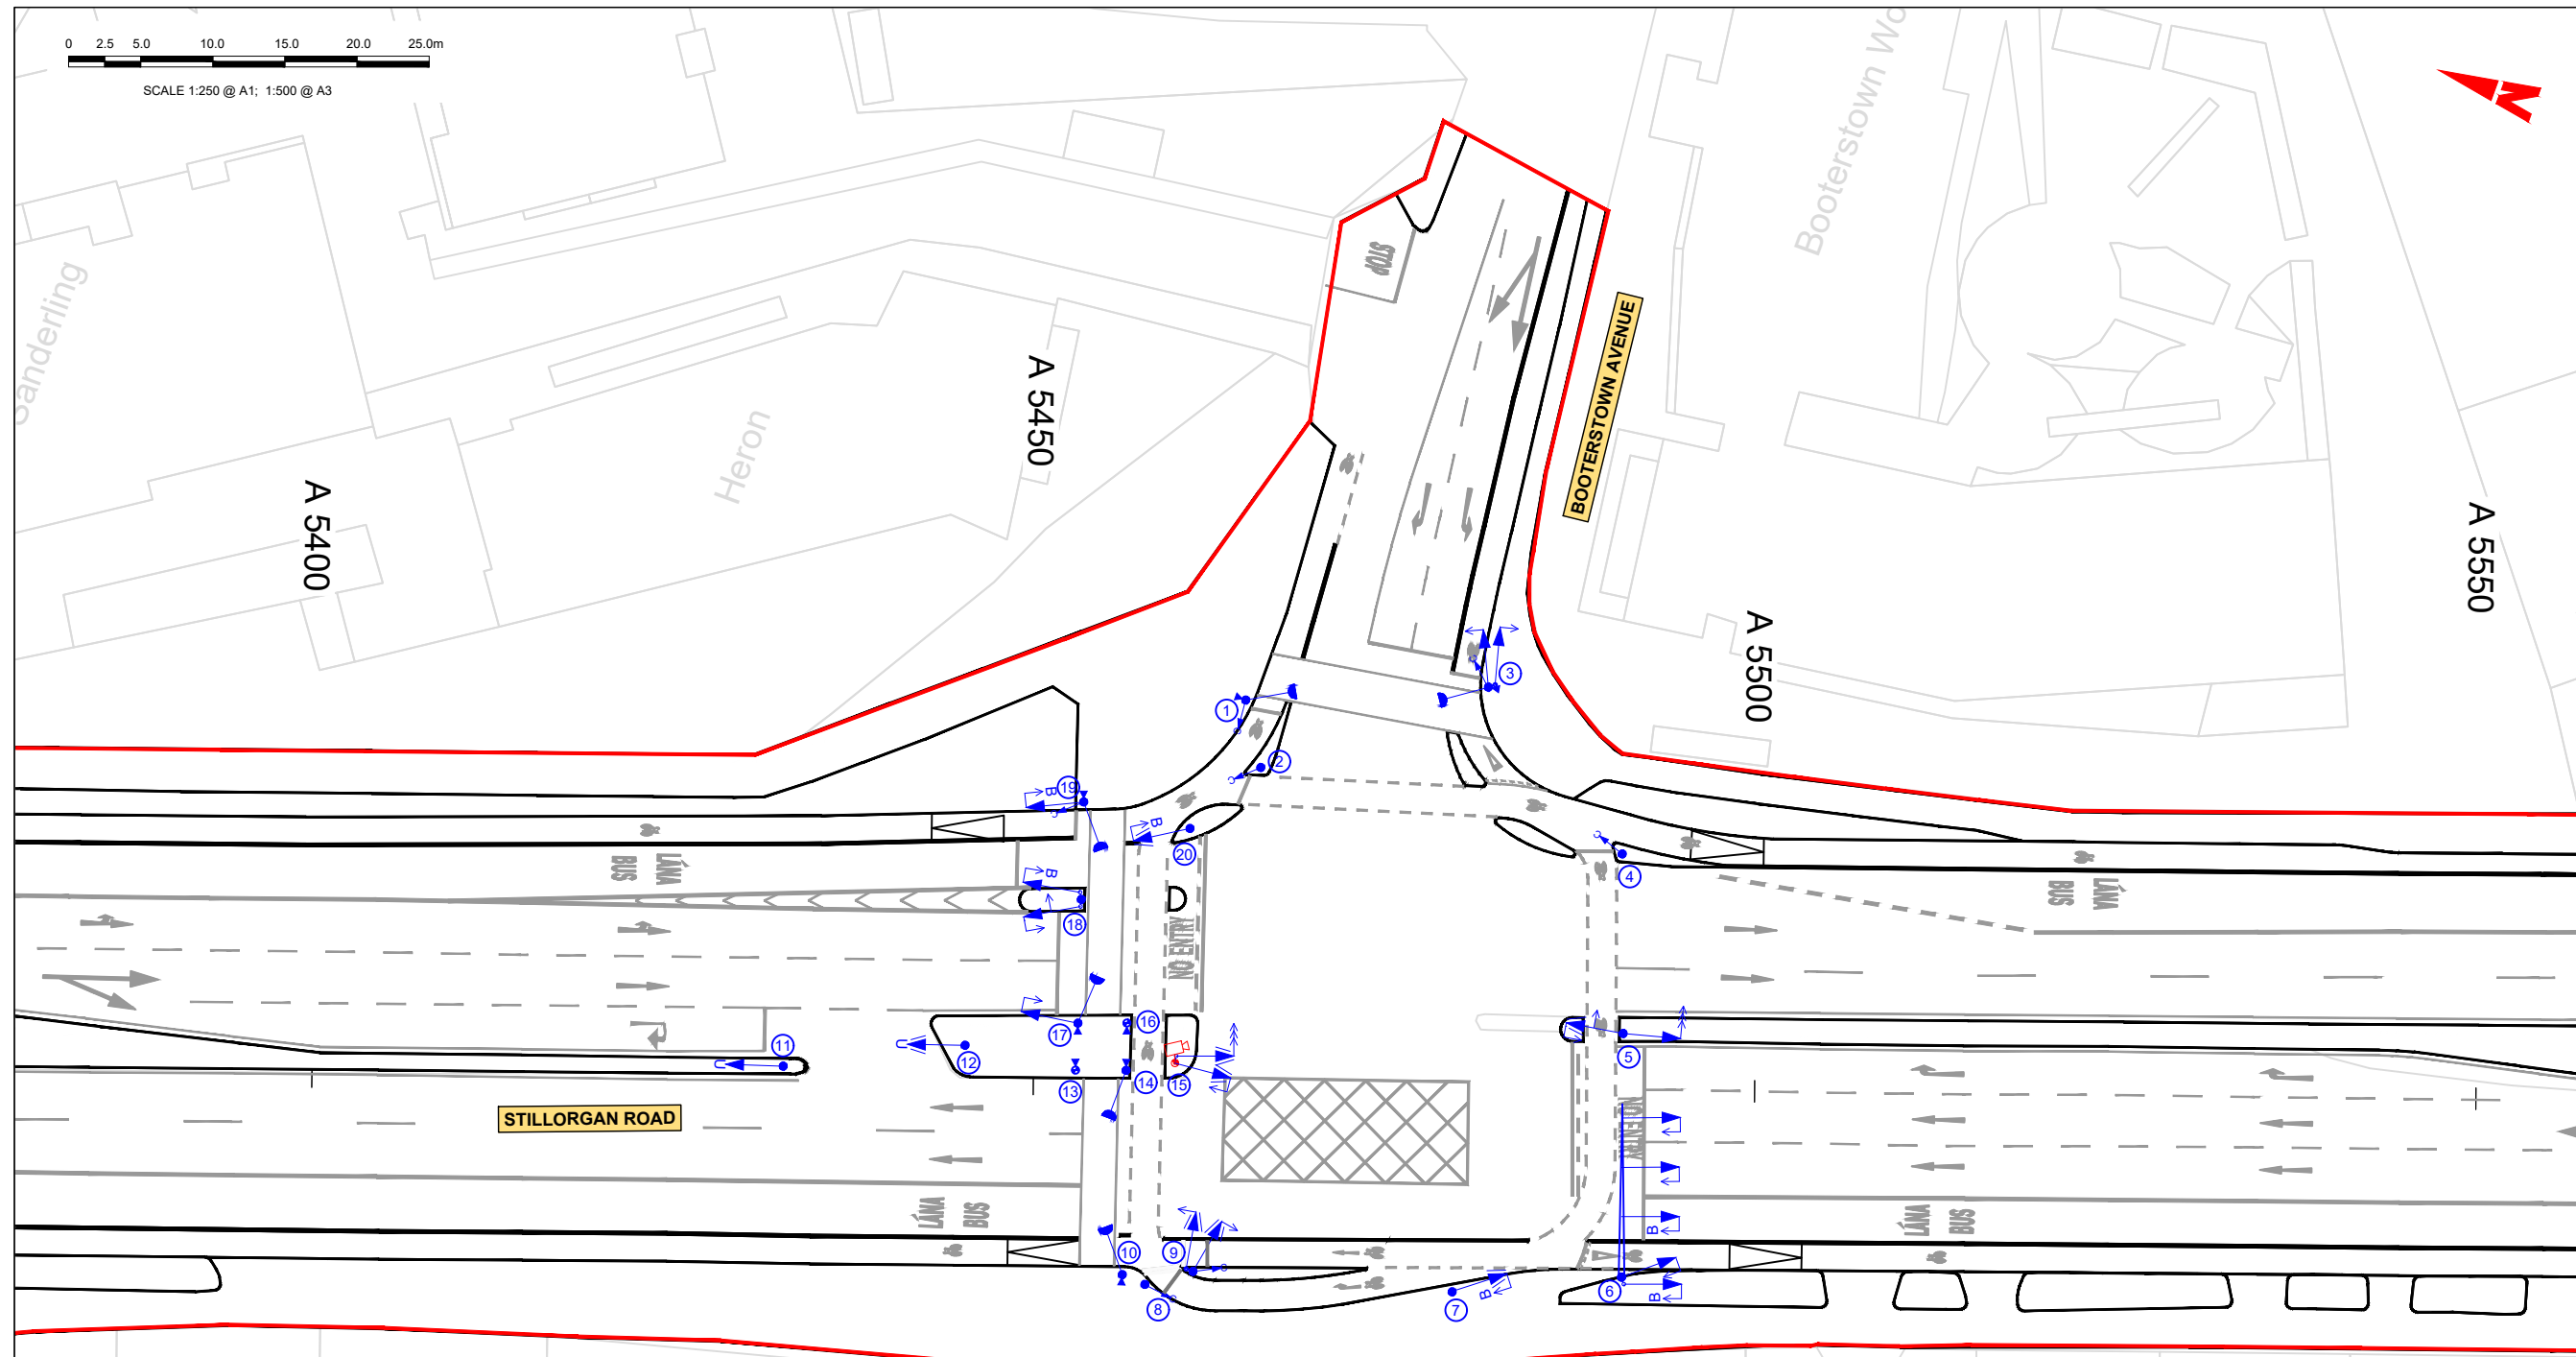 0 2.5 5.0 10.0 15.0 20.0 25.0m
SCALE 1:250 @ A1; 1:500 @ A3
N
Sanderling
Heron
Booterstown Wo
STOP
BOOTERSTOWN AVENUE
A 5400
A 5450
A 5500
A 5550
1
2
3
4
5
6
7
8
9
10
11
12
13
14
15
16
17
18
19
20
B
B
B
B
B
B
U
U
LÁNA
BUS
LÁNA
BUS
NO ENTRY
NO ENTRY
STILLORGAN ROAD
LÁNA
BUS
LÁNA
BUS